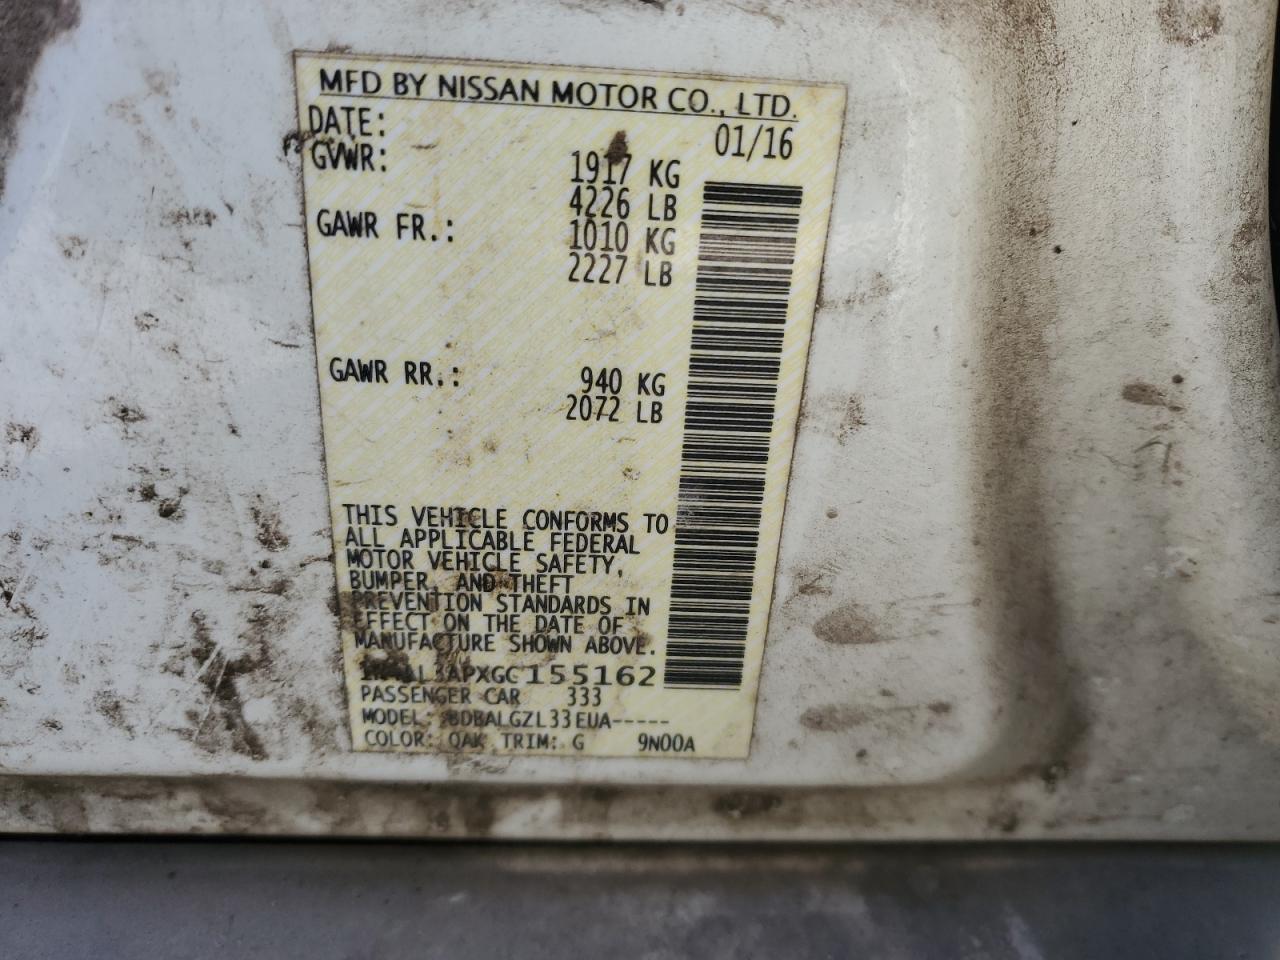 MFD BY NISSAN MOTOR CO., LTD.
DATE: 01/16
GVWR: 1917 KG
4226 LB
GAWR FR.: 1010 KG
2227 LB
GAWR RR.: 940 KG
2072 LB
THIS VEHICLE CONFORMS TO
ALL APPLICABLE FEDERAL
MOTOR VEHICLE SAFETY,
BUMPER, AND THEFT
PREVENTION STANDARDS IN
EFFECT ON THE DATE OF
MANUFACTURE SHOWN ABOVE.
PASSENGER CAR 333
MODEL: BDBALGZL33EUA-----
COLOR: QAK TRIM: G 9N00A